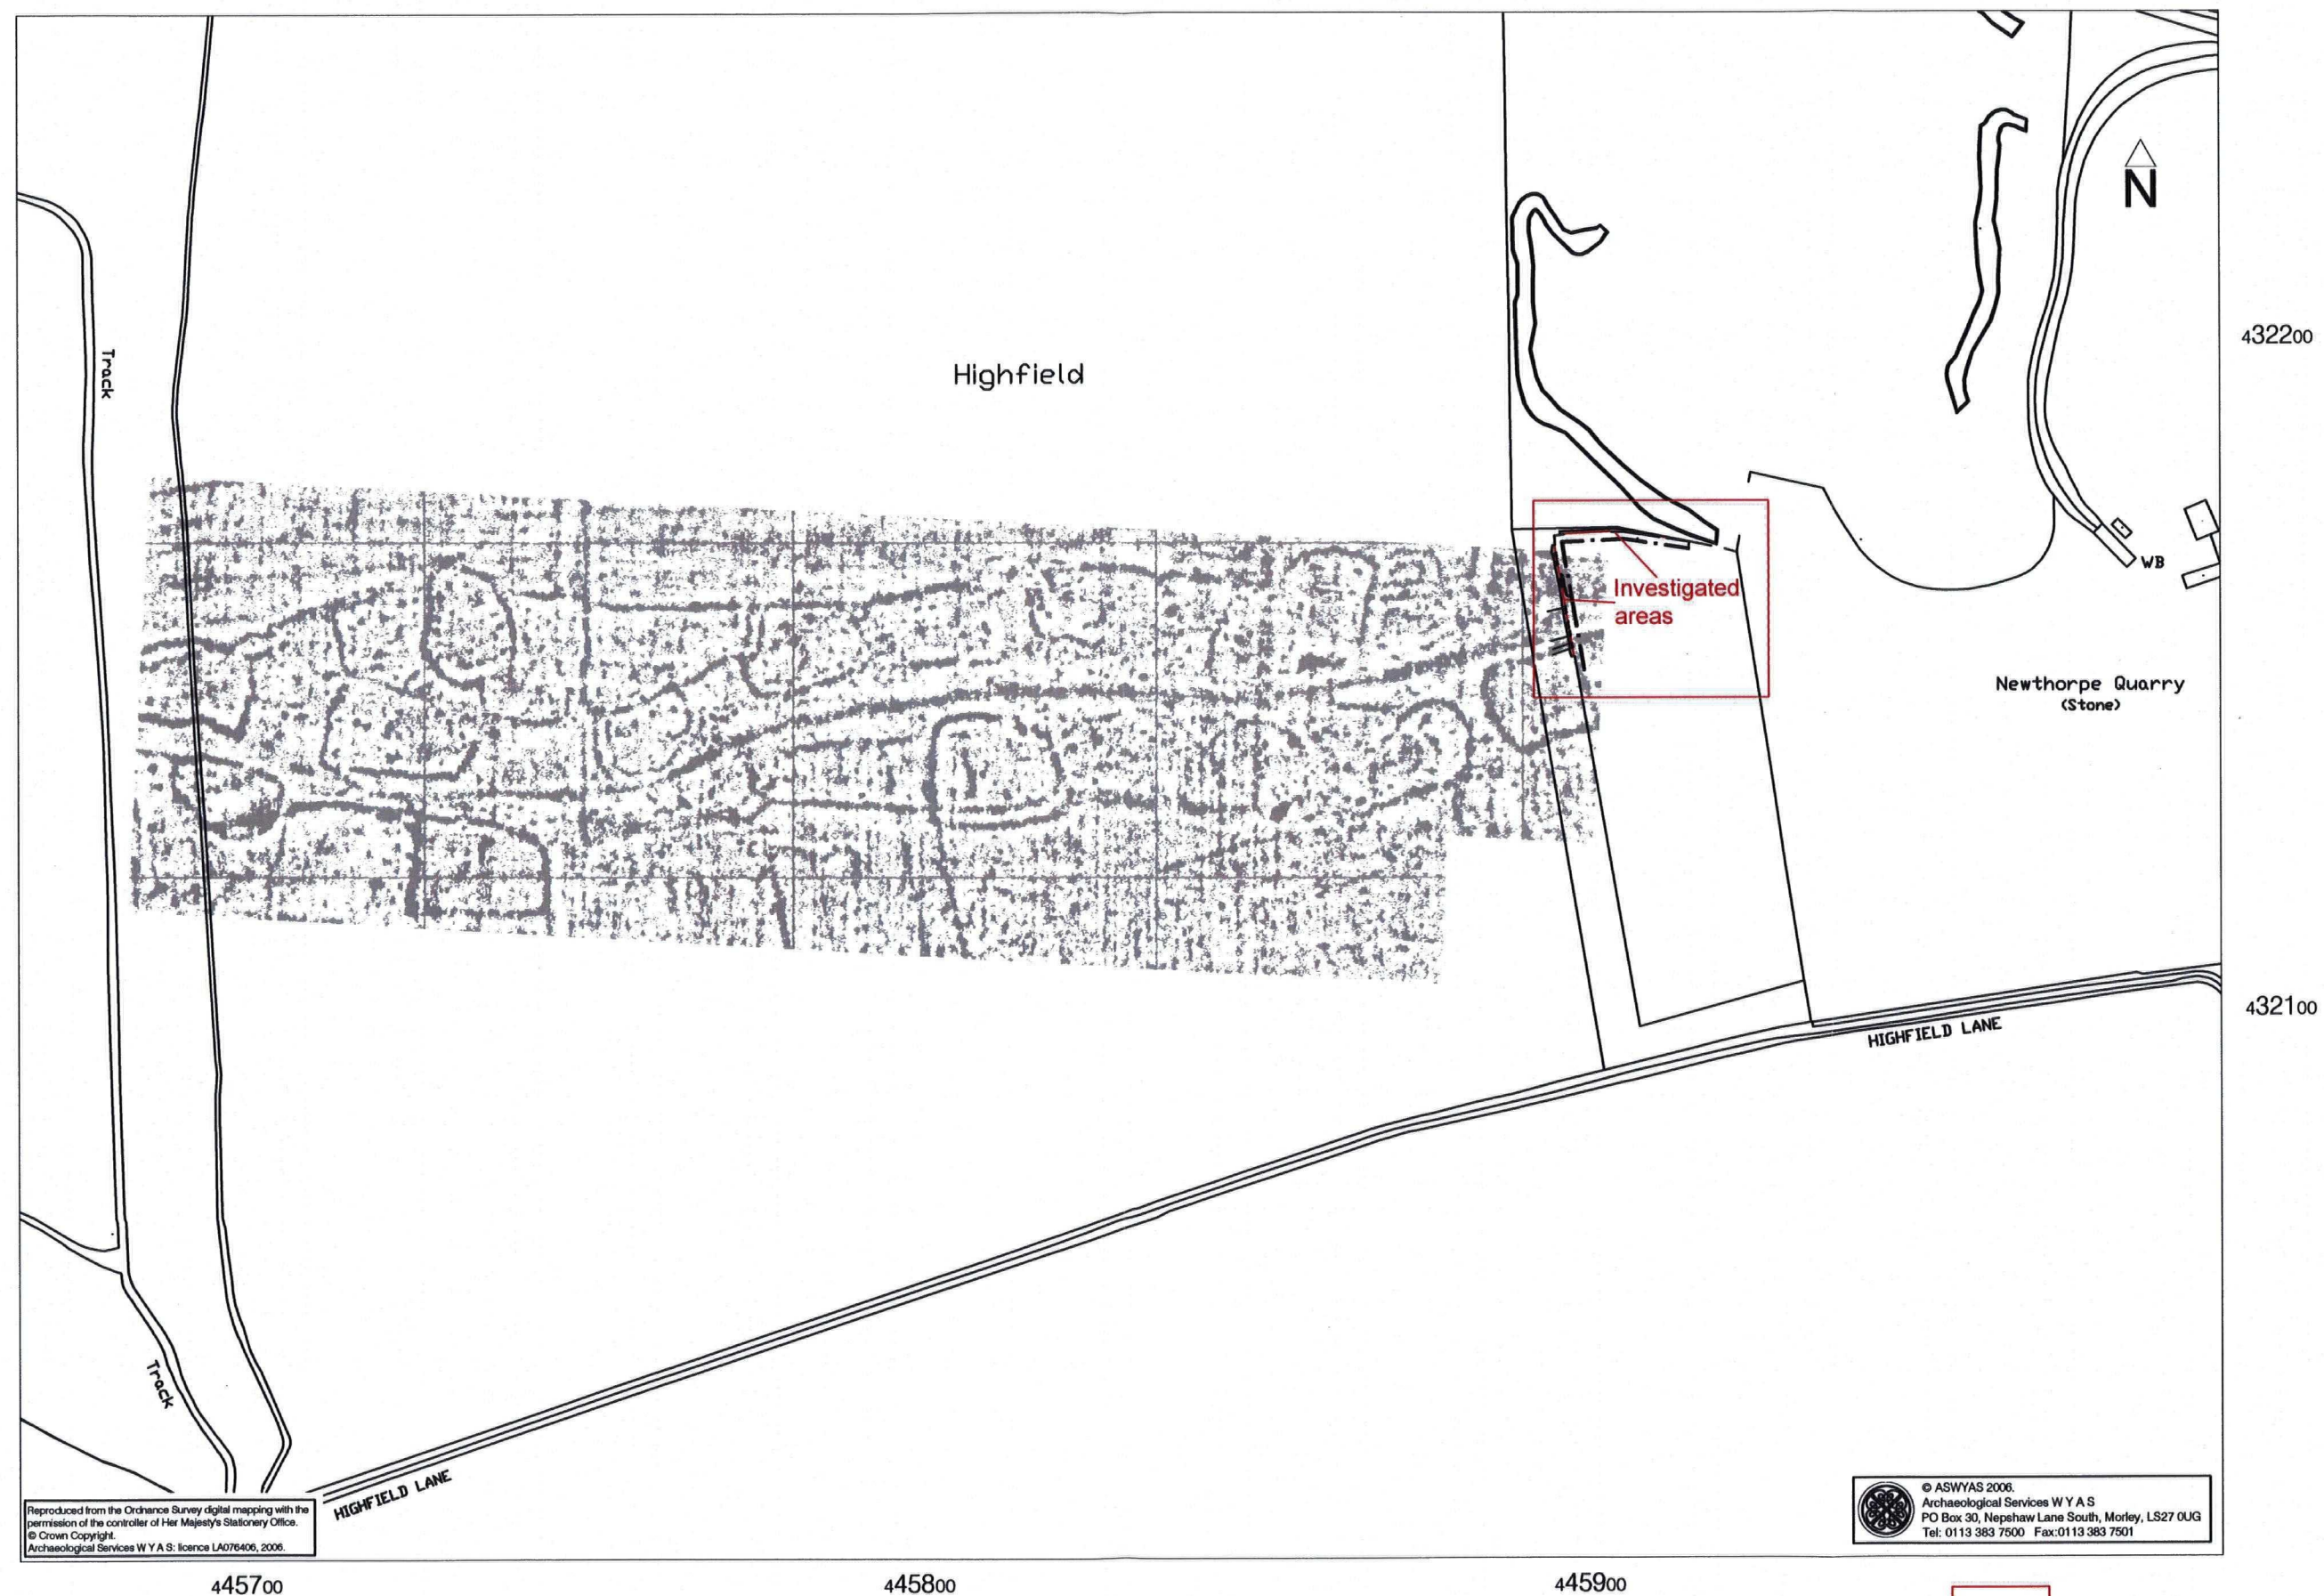 Track
Highfield
N
432200
WB
Investigated
areas
Newthorpe Quarry
(Stone)
432100
HIGHFIELD LANE
Track
HIGHFIELD LANE
Reproduced from the Ordnance Survey digital mapping with the
permission of the controller of Her Majesty's Stationery Office.
© Crown Copyright.
Archaeological Services W Y A S: licence LA076406, 2006.
© ASWYAS 2006.
Archaeological Services W Y A S
PO Box 30, Nepshaw Lane South, Morley, LS27 0UG
Tel: 0113 383 7500 Fax:0113 383 7501
445700
445800
445900